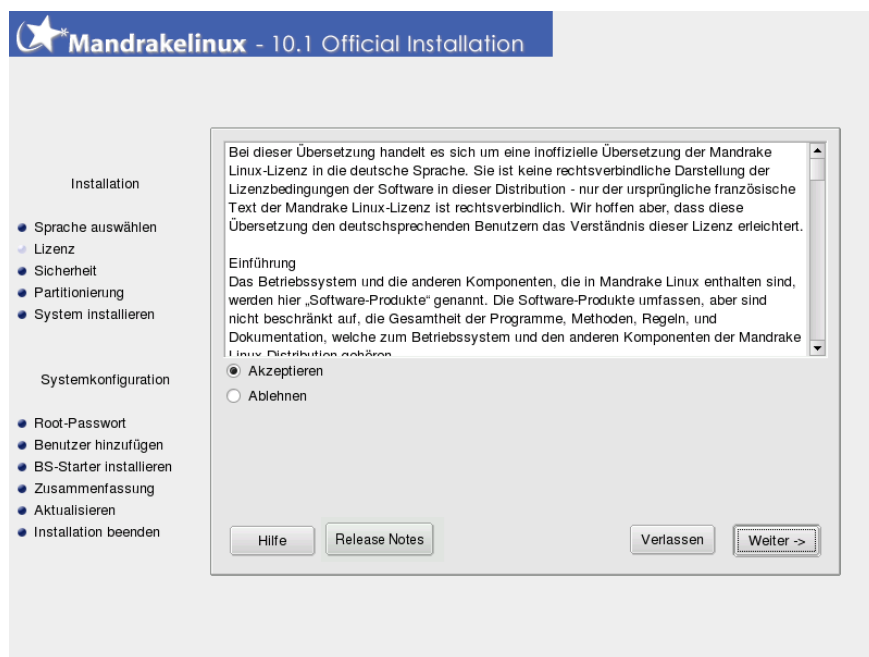 Mandrakelinux - 10.1 Official Installation
Installation
Sprache auswählen
Lizenz
Sicherheit
Partitionierung
System installieren
Systemkonfiguration
Root-Passwort
Benutzer hinzufügen
BS-Starter installieren
Zusammenfassung
Aktualisieren
Installation beenden
Bei dieser Übersetzung handelt es sich um eine inoffizielle Übersetzung der Mandrake
Linux-Lizenz in die deutsche Sprache. Sie ist keine rechtsverbindliche Darstellung der
Lizenzbedingungen der Software in dieser Distribution - nur der ursprüngliche französische
Text der Mandrake Linux-Lizenz ist rechtsverbindlich. Wir hoffen aber, dass diese
Übersetzung den deutschsprechenden Benutzern das Verständnis dieser Lizenz erleichtert.
Einführung
Das Betriebssystem und die anderen Komponenten, die in Mandrake Linux enthalten sind,
werden hier „Software-Produkte“ genannt. Die Software-Produkte umfassen, aber sind
nicht beschränkt auf, die Gesamtheit der Programme, Methoden, Regeln, und
Dokumentation, welche zum Betriebssystem und den anderen Komponenten der Mandrake
Linux Distribution gehören
Akzeptieren
Ablehnen
Hilfe
Release Notes
Verlassen
Weiter ->